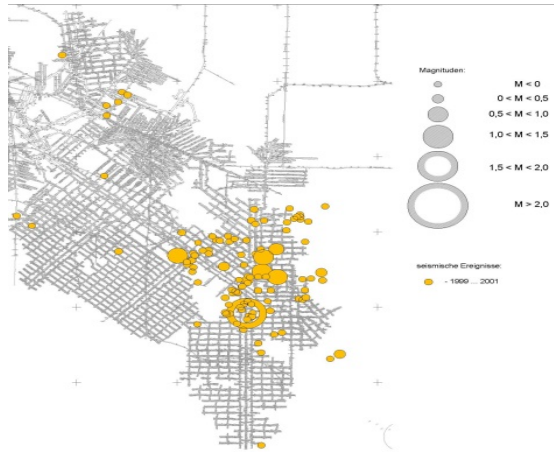 Magnituden:
M < 0
0 < M < 0,5
0,5 < M < 1,0
1,0 < M < 1,5
1,5 < M < 2,0
M > 2,0
seismische Ereignisse:
- 1999 ... 2001